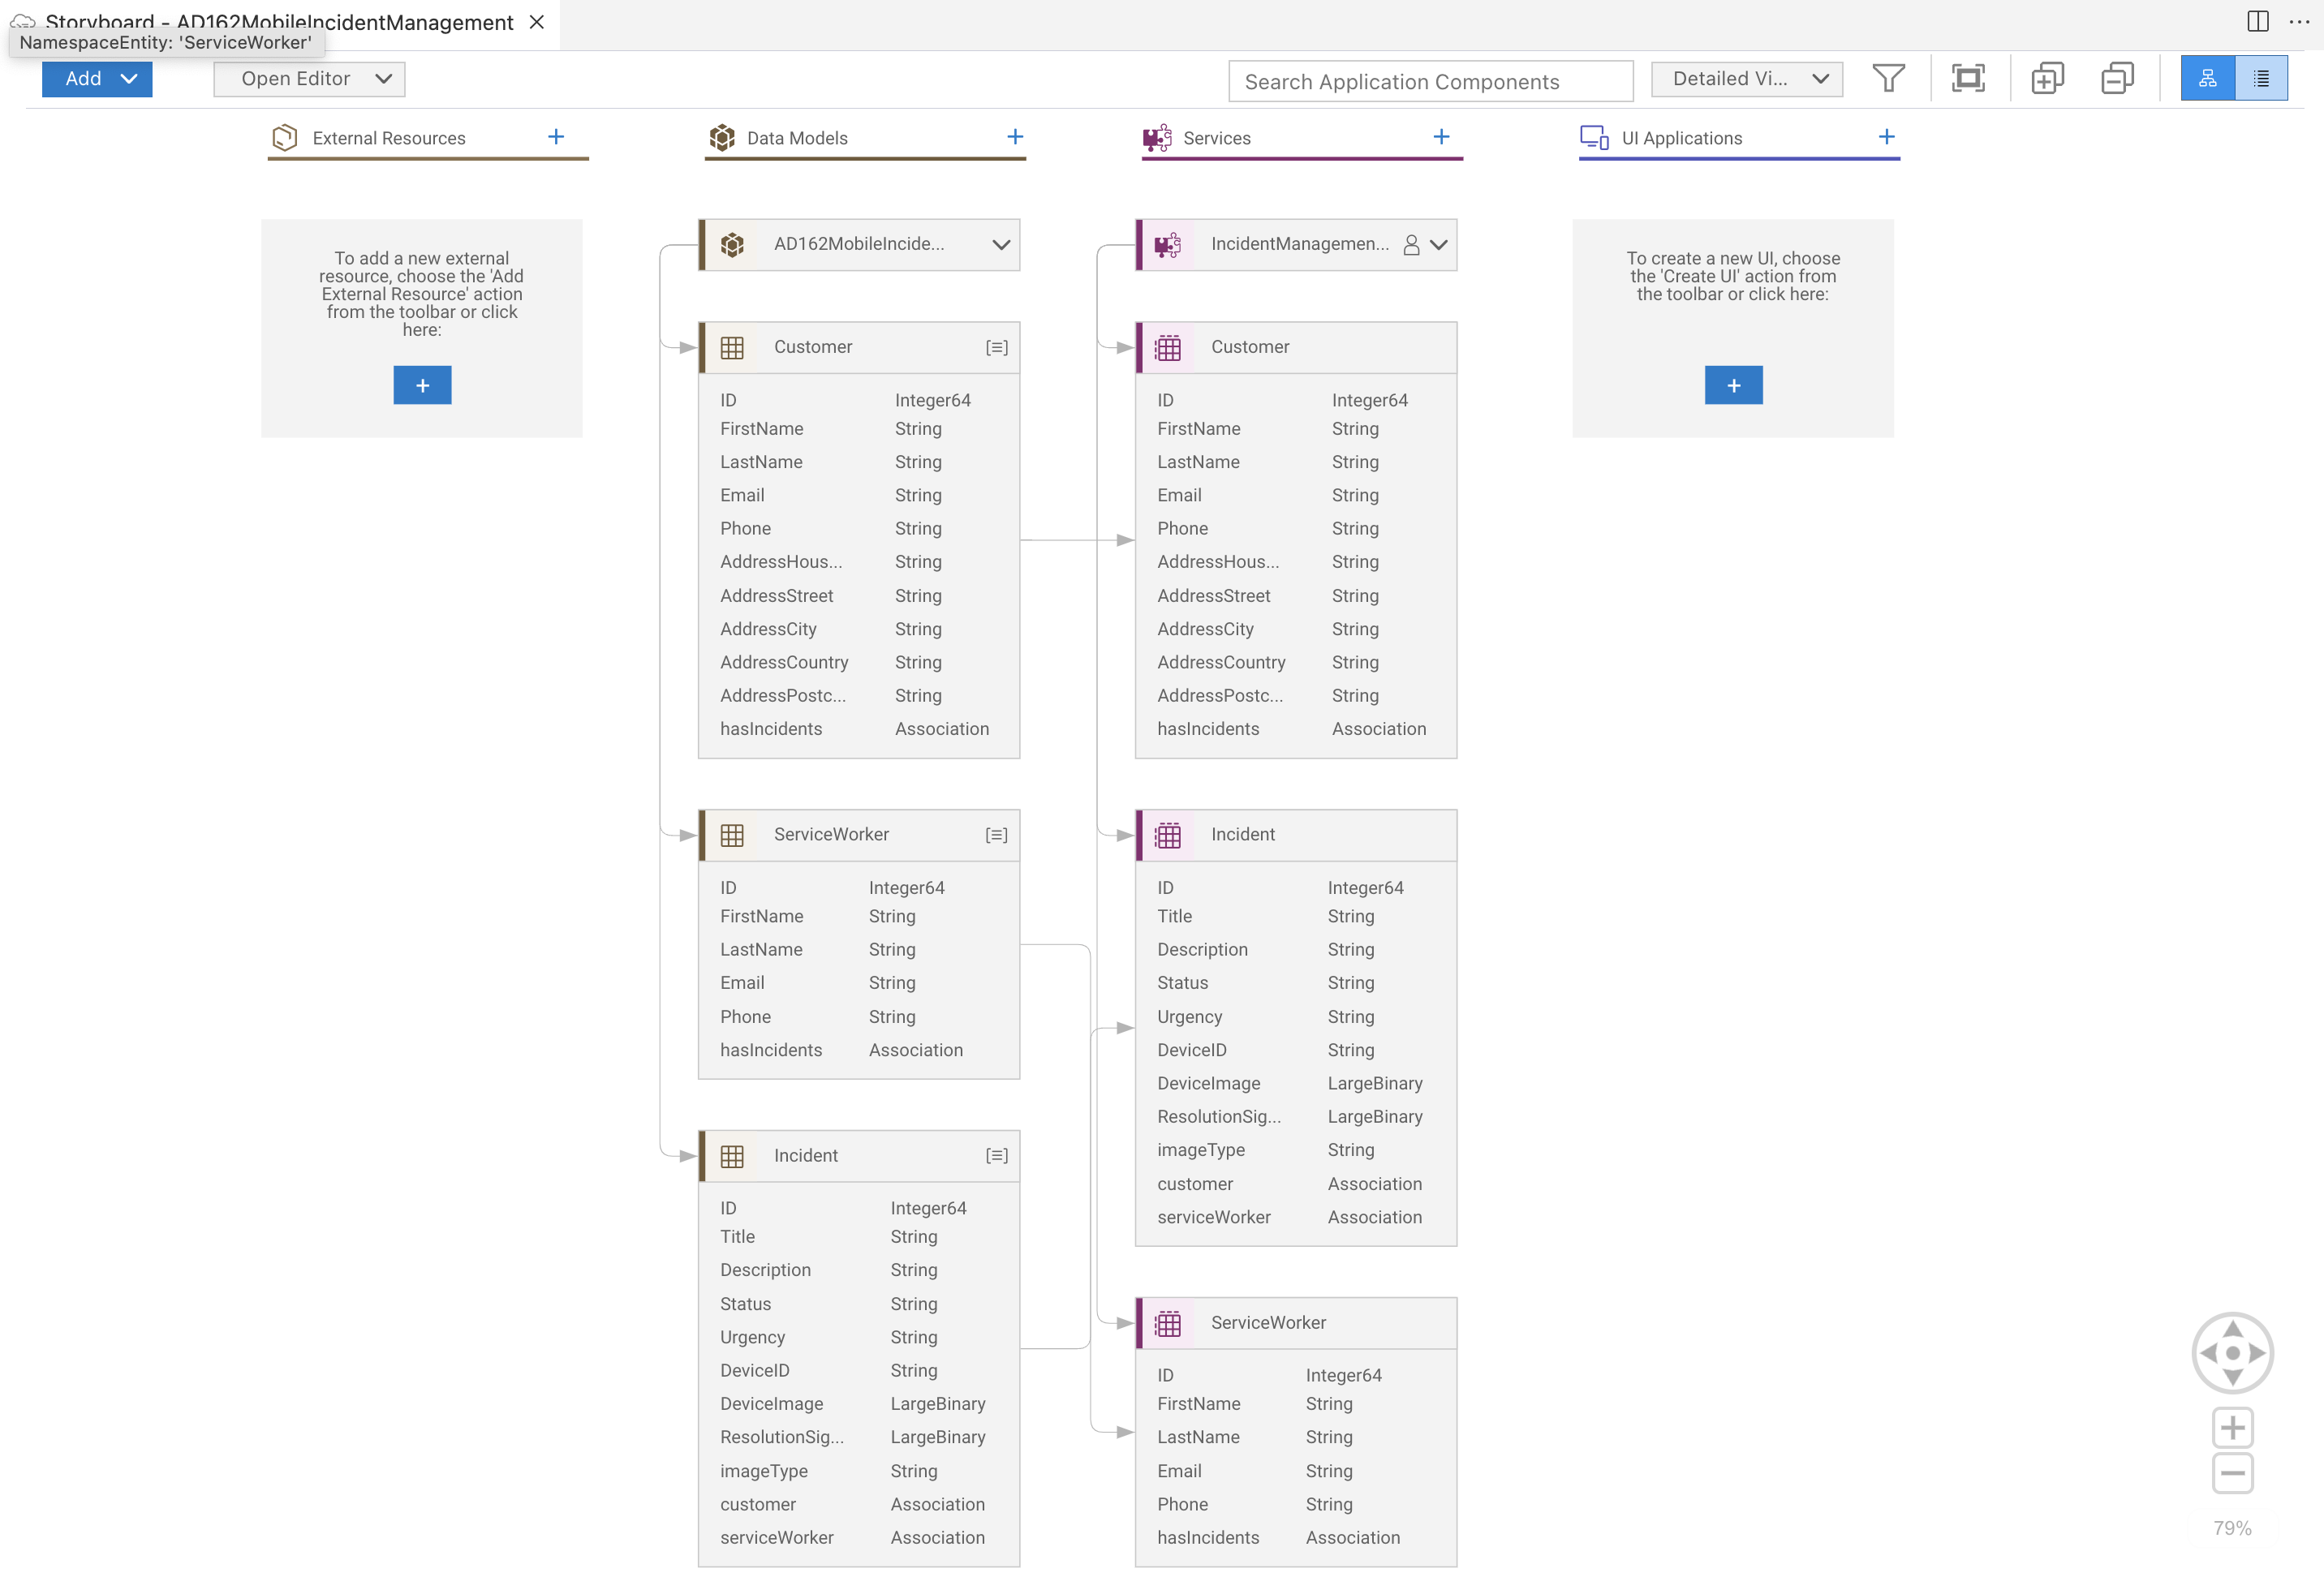 Storyboard - AD162MobileIncidentManagement
NamespaceEntity: 'ServiceWorker'
Add
Open Editor
Search Application Components
Detailed Vi...
External Resources
Data Models
Services
UI Applications
To add a new external
resource, choose the 'Add
External Resource' action
from the toolbar or click
here:
+
AD162MobileIncide...
Customer
ID Integer64
FirstName String
LastName String
Email String
Phone String
AddressHous... String
AddressStreet String
AddressCity String
AddressCountry String
AddressPostc... String
hasIncidents Association
ServiceWorker
ID Integer64
FirstName String
LastName String
Email String
Phone String
hasIncidents Association
Incident
ID Integer64
Title String
Description String
Status String
Urgency String
DeviceID String
DeviceImage LargeBinary
ResolutionSig... LargeBinary
imageType String
customer Association
serviceWorker Association
IncidentManagemen...
Customer
ID Integer64
FirstName String
LastName String
Email String
Phone String
AddressHous... String
AddressStreet String
AddressCity String
AddressCountry String
AddressPostc... String
hasIncidents Association
Incident
ID Integer64
Title String
Description String
Status String
Urgency String
DeviceID String
DeviceImage LargeBinary
ResolutionSig... LargeBinary
imageType String
customer Association
serviceWorker Association
ServiceWorker
ID Integer64
FirstName String
LastName String
Email String
Phone String
hasIncidents Association
To create a new UI, choose
the 'Create UI' action from
the toolbar or click here:
+
79%